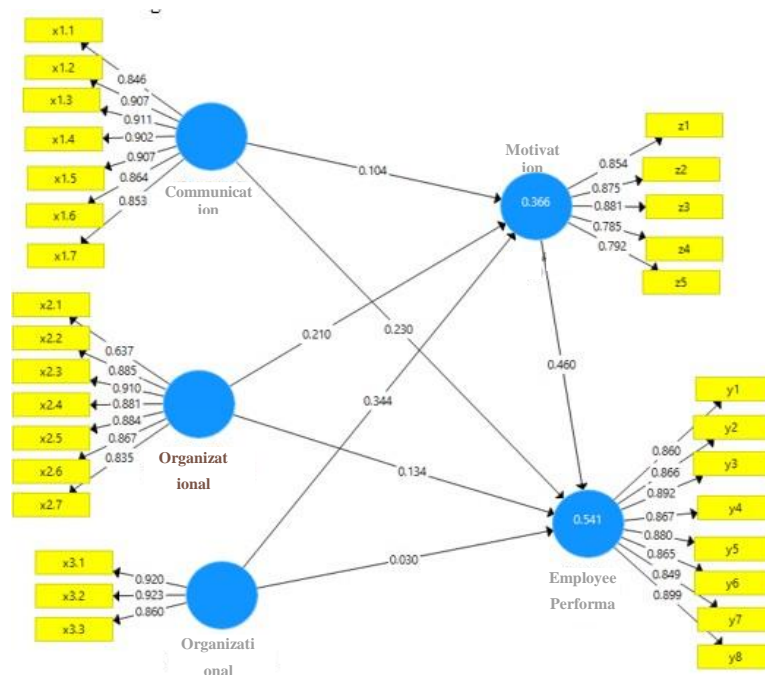 x1.1
x1.2
x1.3
x1.4
x1.5
x1.6
x1.7
0.846
0.907
0.911
0.902
0.907
0.864
0.853
Communicat
ion
0.104
0.230
Motivat
ion
0.366
0.854
0.875
0.881
0.785
0.792
z1
z2
z3
z4
z5
x2.1
x2.2
x2.3
x2.4
x2.5
x2.6
x2.7
0.637
0.885
0.910
0.881
0.884
0.867
0.835
Organizat
ional
0.210
0.134
0.344
0.460
x3.1
x3.2
x3.3
0.920
0.923
0.860
Organizati
onal
0.030
0.541
Employee
Performa
0.860
0.866
0.892
0.867
0.880
0.865
0.849
0.899
y1
y2
y3
y4
y5
y6
y7
y8